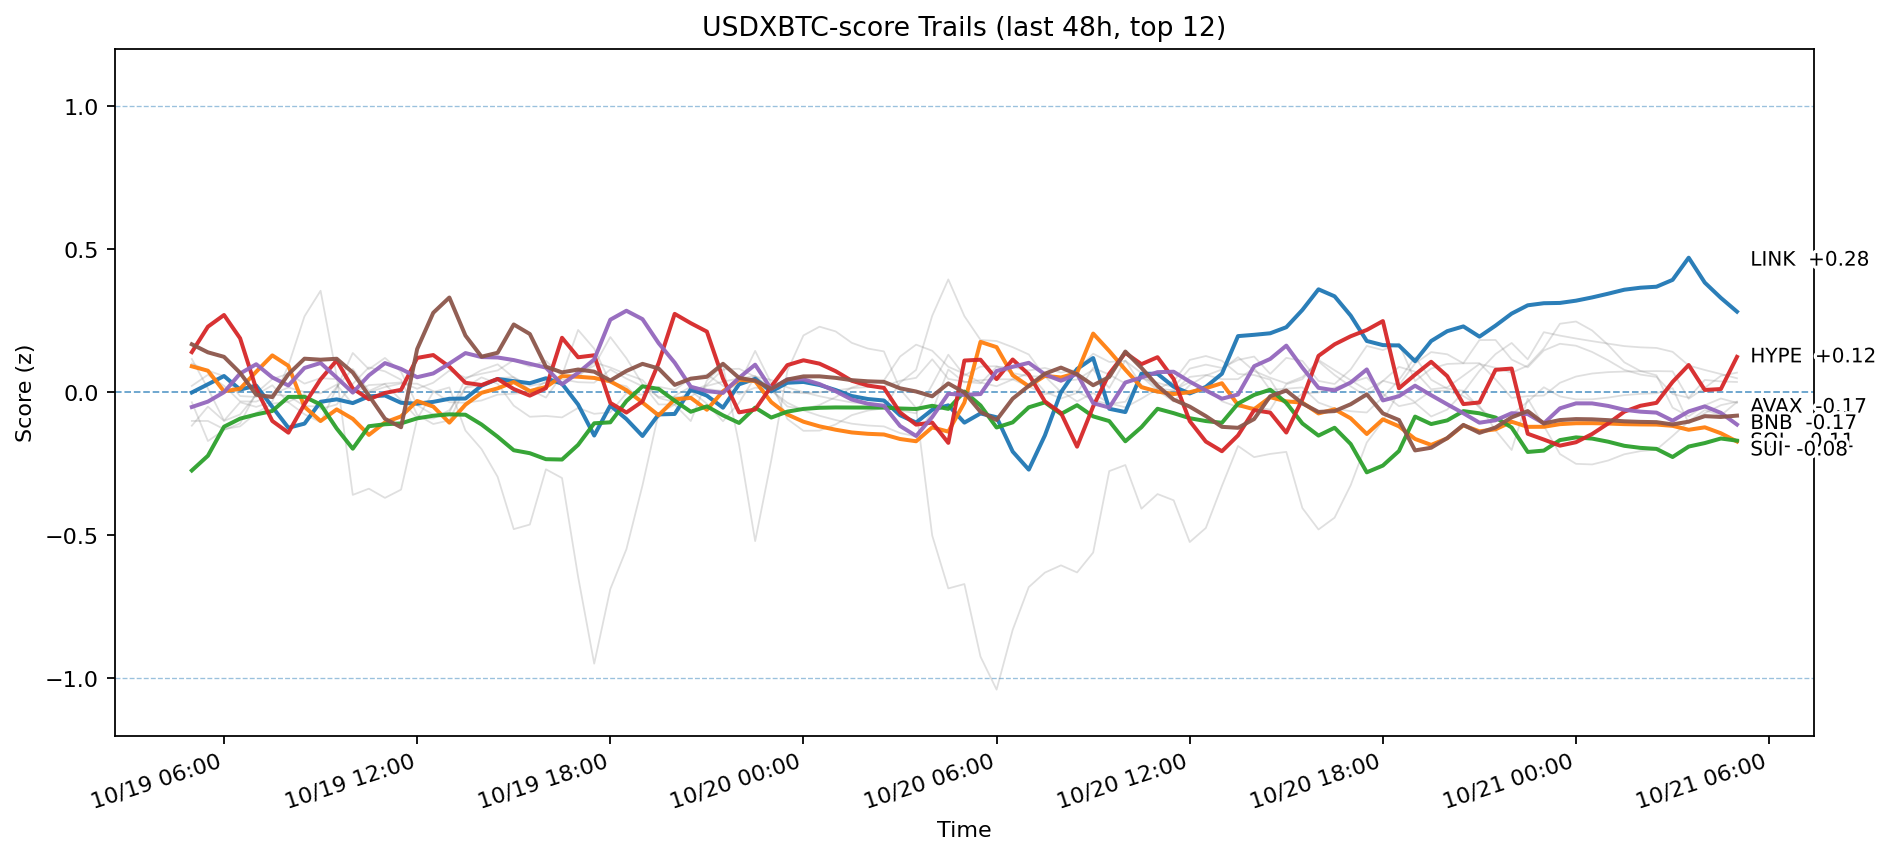 USDXBTC-score Trails (last 48h, top 12)
Score (z)
1.0
0.5
0.0
−0.5
−1.0
LINK +0.28
HYPE +0.12
AVAX -0.17
BNB -0.17
SUI -0.08
10/19 06:00
10/19 12:00
10/19 18:00
10/20 00:00
10/20 06:00
10/20 12:00
10/20 18:00
10/21 00:00
10/21 06:00
Time